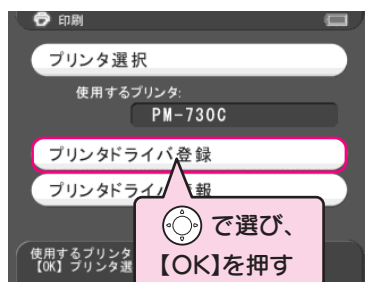 印刷
プリンタ選択
使用するプリンタ:
PM-730C
プリンタドライバ登録
プリンタドライバ情報
で選び、
【OK】を押す
使用するプリンタ
【OK】プリンタ選